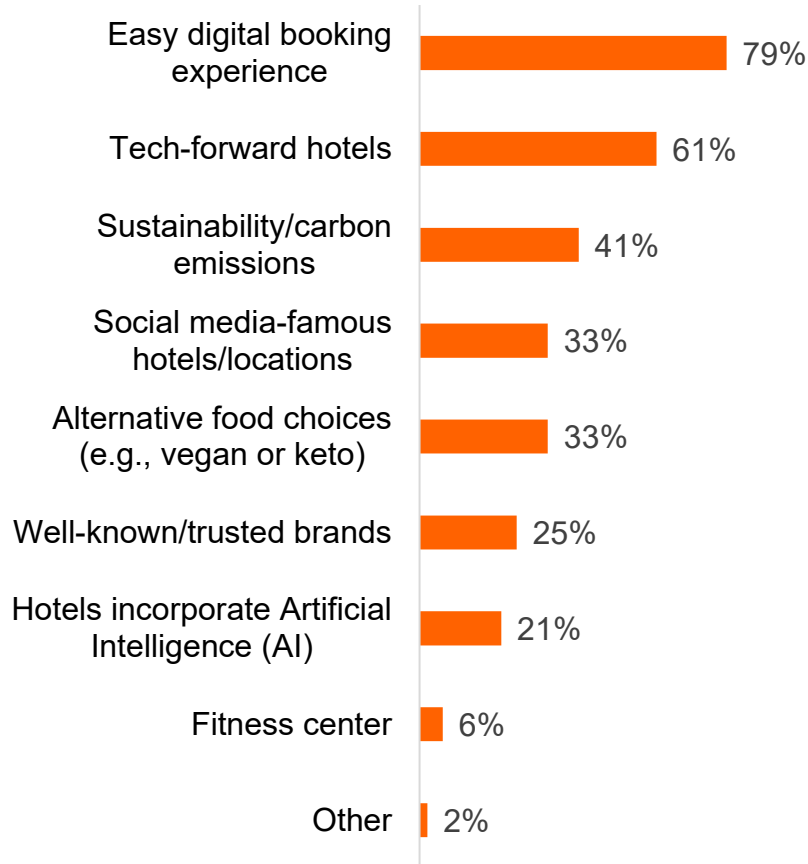 Easy digital booking
experience
79%
Tech-forward hotels
61%
Sustainability/carbon
emissions
41%
Social media-famous
hotels/locations
33%
Alternative food choices
(e.g., vegan or keto)
33%
Well-known/trusted brands
25%
Hotels incorporate Artificial
Intelligence (AI)
21%
Fitness center
6%
Other
2%